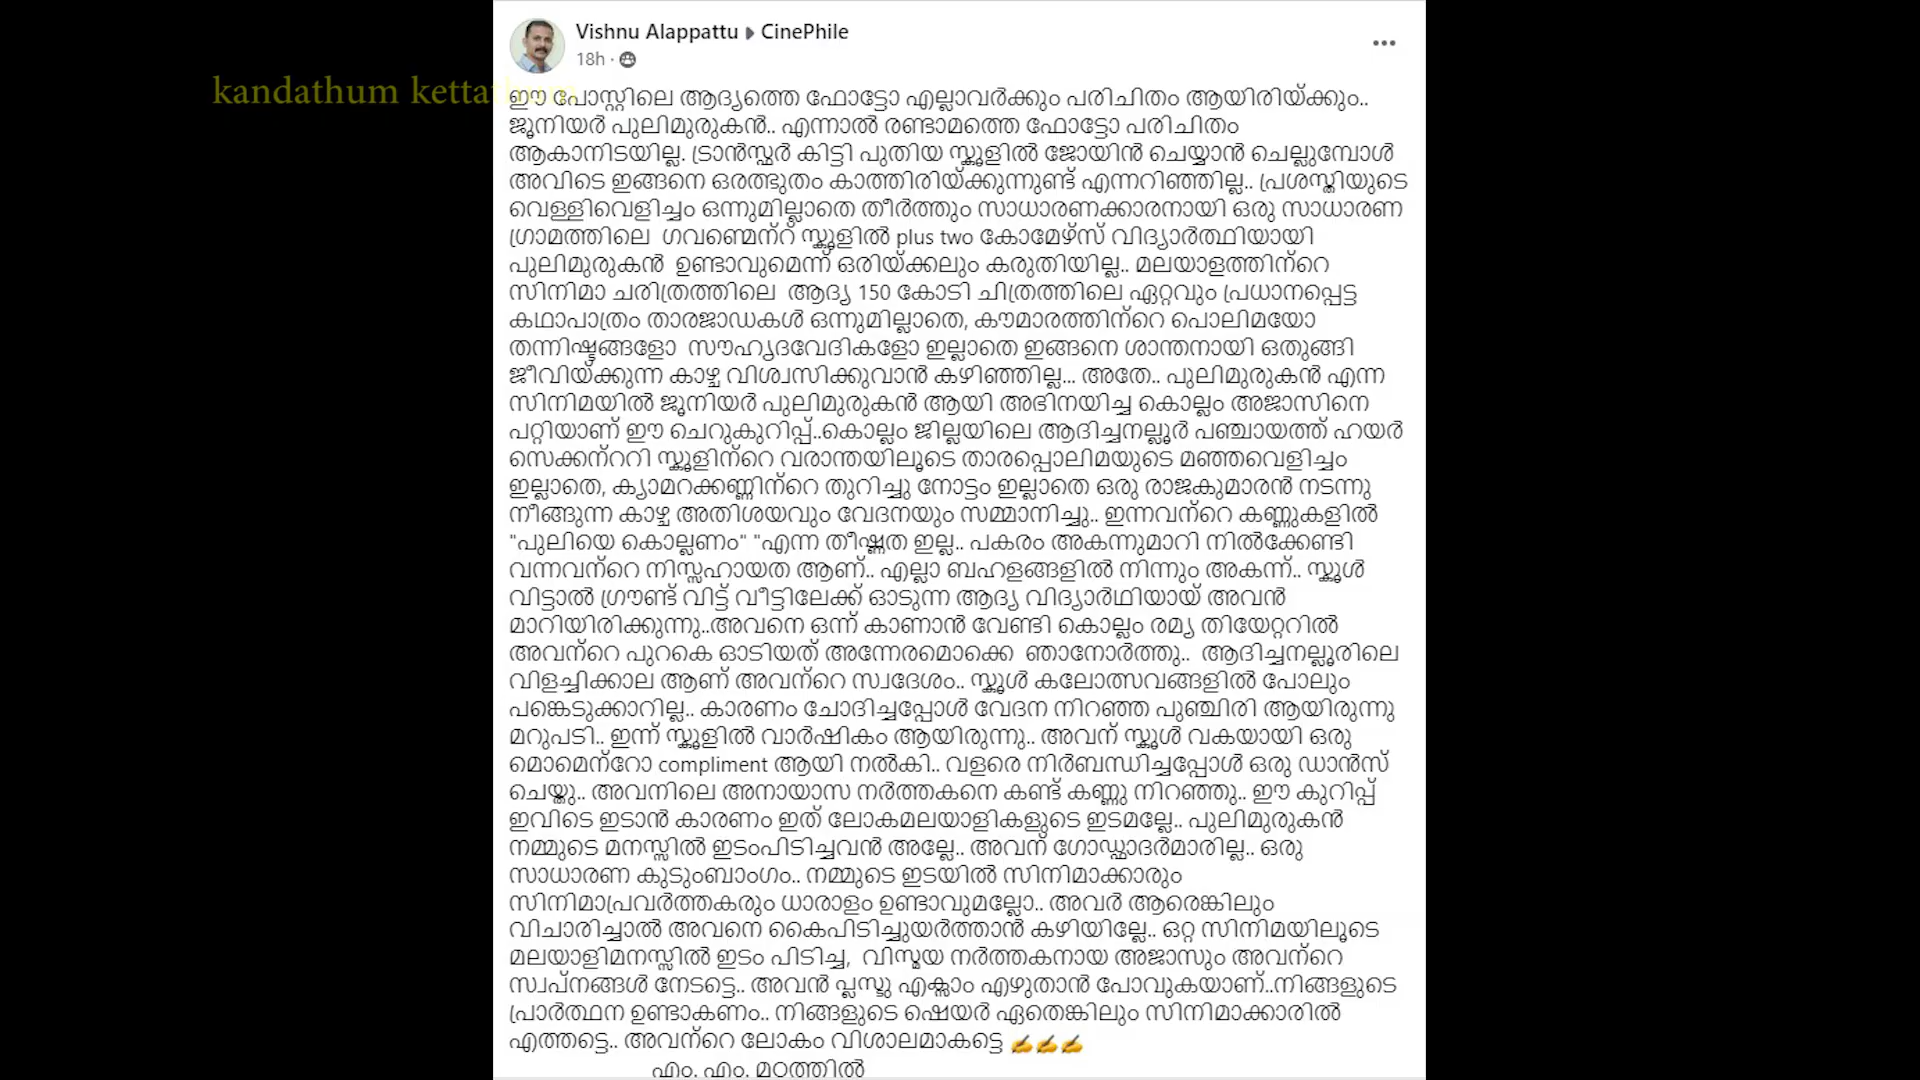 Vishnu Alappattu ▸ CinePhile
18h ·
kandathum kettathum
ഈ പോസ്റ്റിലെ ആദ്യത്തെ ഫോട്ടോ എല്ലാവർക്കും പരിചിതം ആയിരിയ്ക്കും..
ജൂനിയർ പുലിമുരുകൻ.. എന്നാൽ രണ്ടാമത്തെ ഫോട്ടോ പരിചിതം
ആകാനിടയില്ല. ട്രാൻസ്ഫർ കിട്ടി പുതിയ സ്കൂളിൽ ജോയിൻ ചെയ്യാൻ ചെല്ലുമ്പോൾ
അവിടെ ഇങ്ങനെ ഒരത്ഭുതം കാത്തിരിയ്ക്കുന്നുണ്ട് എന്നറിഞ്ഞില്ല.. പ്രശസ്തിയുടെ
വെള്ളിവെളിച്ചം ഒന്നുമില്ലാതെ തീർത്തും സാധാരണക്കാരനായി ഒരു സാധാരണ
ഗ്രാമത്തിലെ ഗവണ്മെന്റ് സ്കൂളിൽ plus two കോമേഴ്സ് വിദ്യാർത്ഥിയായി
പുലിമുരുകൻ ഉണ്ടാവുമെന്ന് ഒരിയ്ക്കലും കരുതിയില്ല.. മലയാളത്തിന്റെ
സിനിമാ ചരിത്രത്തിലെ ആദ്യ 150 കോടി ചിത്രത്തിലെ ഏറ്റവും പ്രധാനപ്പെട്ട
കഥാപാത്രം താരജാഡകൾ ഒന്നുമില്ലാതെ, കൗമാരത്തിന്റെ പൊലിമയോ
തന്നിഷ്ടങ്ങളോ സൗഹൃദവേദികളോ ഇല്ലാതെ ഇങ്ങനെ ശാന്തനായി ഒതുങ്ങി
ജീവിയ്ക്കുന്ന കാഴ്ച വിശ്വസിക്കുവാൻ കഴിഞ്ഞില്ല... അതേ.. പുലിമുരുകൻ എന്ന
സിനിമയിൽ ജൂനിയർ പുലിമുരുകൻ ആയി അഭിനയിച്ച കൊല്ലം അജാസിനെ
പറ്റിയാണ് ഈ ചെറുകുറിപ്പ്..കൊല്ലം ജില്ലയിലെ ആദിച്ചനല്ലൂർ പഞ്ചായത്ത് ഹയർ
സെക്കന്ററി സ്കൂളിന്റെ വരാന്തയിലൂടെ താരപ്പൊലിമയുടെ മഞ്ഞവെളിച്ചം
ഇല്ലാതെ, ക്യാമറക്കണ്ണിന്റെ തുറിച്ചു നോട്ടം ഇല്ലാതെ ഒരു രാജകുമാരൻ നടന്നു
നീങ്ങുന്ന കാഴ്ച അതിശയവും വേദനയും സമ്മാനിച്ചു.. ഇന്നവന്റെ കണ്ണുകളിൽ
"പുലിയെ കൊല്ലണം" "എന്ന തീഷ്ണത ഇല്ല.. പകരം അകന്നുമാറി നിൽക്കേണ്ടി
വന്നവന്റെ നിസ്സഹായത ആണ്.. എല്ലാ ബഹളങ്ങളിൽ നിന്നും അകന്ന്.. സ്കൂൾ
വിട്ടാൽ ഗ്രൗണ്ട് വിട്ട് വീട്ടിലേക്ക് ഓടുന്ന ആദ്യ വിദ്യാർഥിയായ് അവൻ
മാറിയിരിക്കുന്നു..അവനെ ഒന്ന് കാണാൻ വേണ്ടി കൊല്ലം രമ്യ തിയേറ്ററിൽ
അവന്റെ പുറകെ ഓടിയത് അന്നേരമൊക്കെ ഞാനോർത്തു.. ആദിച്ചനല്ലൂരിലെ
വിളച്ചിക്കാല ആണ് അവന്റെ സ്വദേശം.. സ്കൂൾ കലോത്സവങ്ങളിൽ പോലും
പങ്കെടുക്കാറില്ല.. കാരണം ചോദിച്ചപ്പോൾ വേദന നിറഞ്ഞ പുഞ്ചിരി ആയിരുന്നു
മറുപടി.. ഇന്ന് സ്കൂളിൽ വാർഷികം ആയിരുന്നു.. അവന് സ്കൂൾ വകയായി ഒരു
മൊമെന്റോ compliment ആയി നൽകി.. വളരെ നിർബന്ധിച്ചപ്പോൾ ഒരു ഡാൻസ്
ചെയ്തു.. അവനിലെ അനായാസ നർത്തകനെ കണ്ട് കണ്ണു നിറഞ്ഞു.. ഈ കുറിപ്പ്
ഇവിടെ ഇടാൻ കാരണം ഇത് ലോകമലയാളികളുടെ ഇടമല്ലേ.. പുലിമുരുകൻ
നമ്മുടെ മനസ്സിൽ ഇടംപിടിച്ചവൻ അല്ലേ.. അവന് ഗോഡ്ഫാദർമാരില്ല.. ഒരു
സാധാരണ കുടുംബാംഗം.. നമ്മുടെ ഇടയിൽ സിനിമാക്കാരും
സിനിമാപ്രവർത്തകരും ധാരാളം ഉണ്ടാവുമല്ലോ.. അവർ ആരെങ്കിലും
വിചാരിച്ചാൽ അവനെ കൈപിടിച്ചുയർത്താൻ കഴിയില്ലേ.. ഒറ്റ സിനിമയിലൂടെ
മലയാളിമനസ്സിൽ ഇടം പിടിച്ച, വിസ്മയ നർത്തകനായ അജാസും അവന്റെ
സ്വപ്നങ്ങൾ നേടട്ടെ.. അവൻ പ്ലസ്ടു എക്സാം എഴുതാൻ പോവുകയാണ്..നിങ്ങളുടെ
പ്രാർത്ഥന ഉണ്ടാകണം.. നിങ്ങളുടെ ഷെയർ ഏതെങ്കിലും സിനിമാക്കാരിൽ
എത്തട്ടെ.. അവന്റെ ലോകം വിശാലമാകട്ടെ ✍️✍️✍️
എം. എം. മഠത്തിൽ